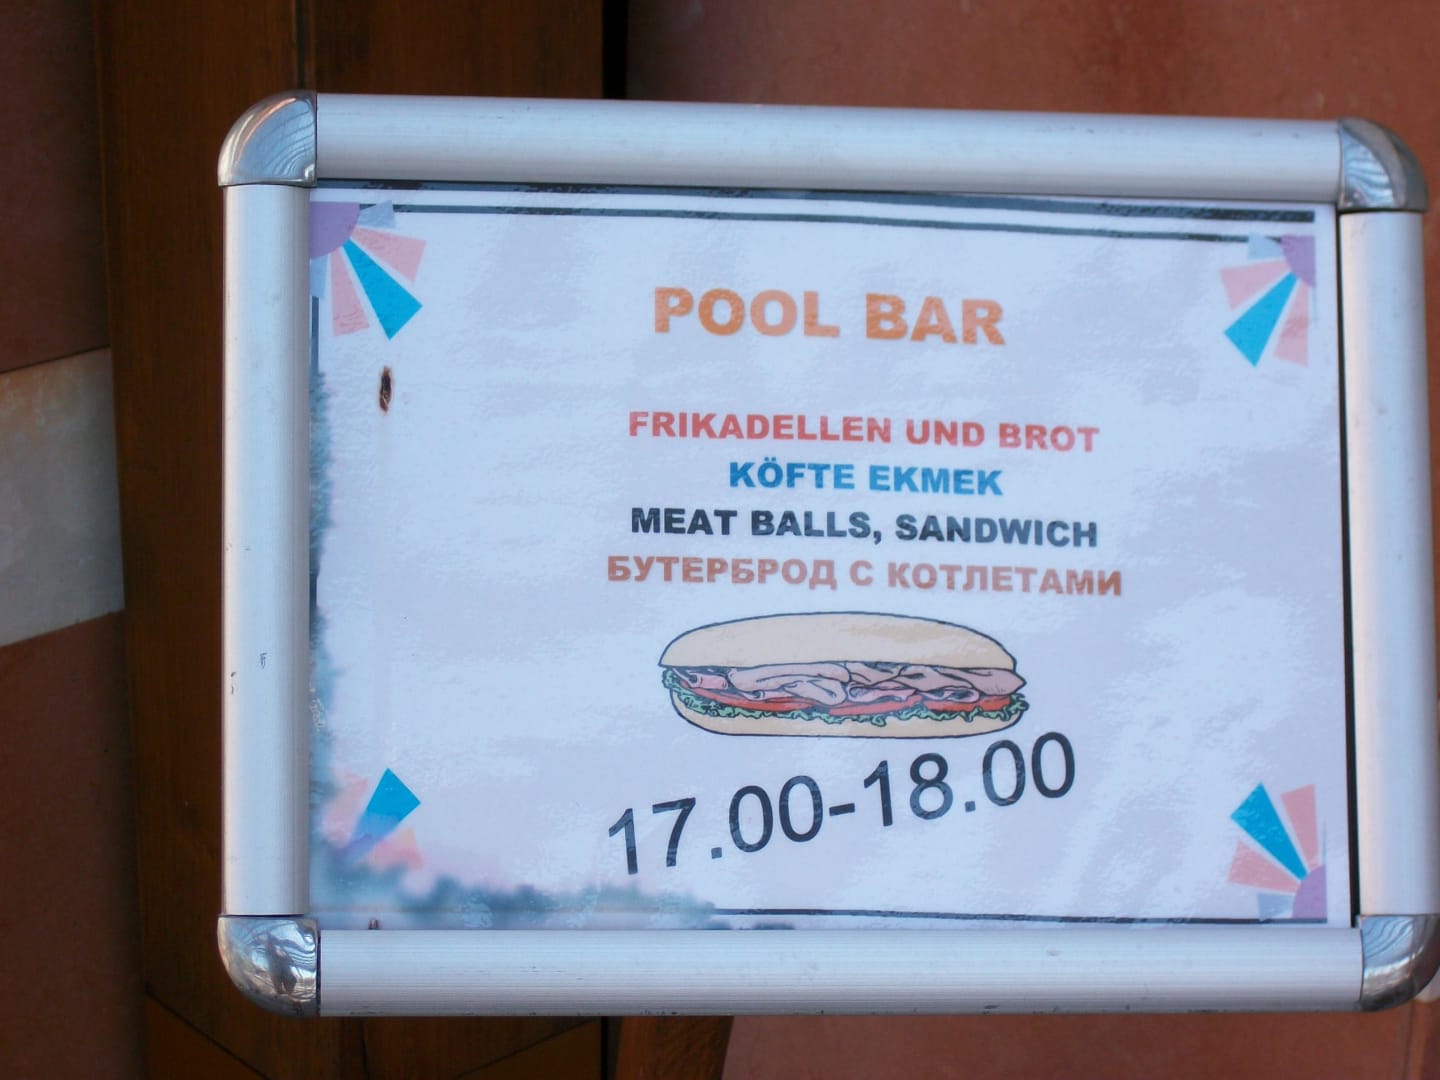 POOL BAR
FRIKADELLEN UND BROT
KÖFTE EKMEK
MEAT BALLS, SANDWICH
БУТЕРБРОД С КОТЛЕТАМИ
17.00-18.00